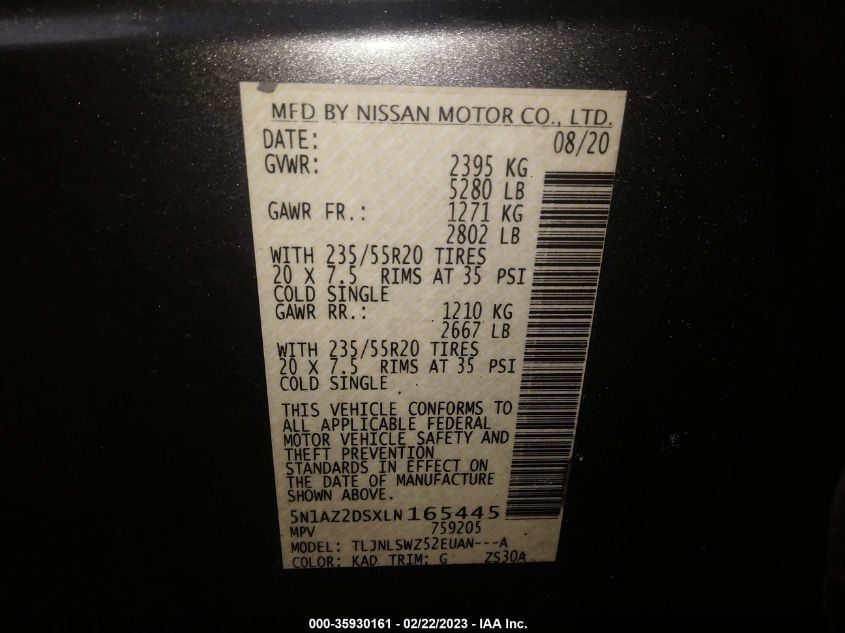 MFD BY NISSAN MOTOR CO., LTD.
DATE: 08/20
GVWR: 2395 KG
5280 LB
GAWR FR.: 1271 KG
2802 LB
WITH 235/55R20 TIRES
20 X 7.5 RIMS AT 35 PSI
COLD SINGLE
GAWR RR.: 1210 KG
2667 LB
WITH 235/55R20 TIRES
20 X 7.5 RIMS AT 35 PSI
COLD SINGLE
THIS VEHICLE CONFORMS TO
ALL APPLICABLE FEDERAL
MOTOR VEHICLE SAFETY AND
THEFT PREVENTION
STANDARDS IN EFFECT ON
THE DATE OF MANUFACTURE
SHOWN ABOVE.
5N1AZ2DSXLN165445
MPV 759205
MODEL: TLJNLSWZ52EUAN---A
COLOR: KAD TRIM: G ZS30A
000-35930161 - 02/22/2023 - IAA Inc.